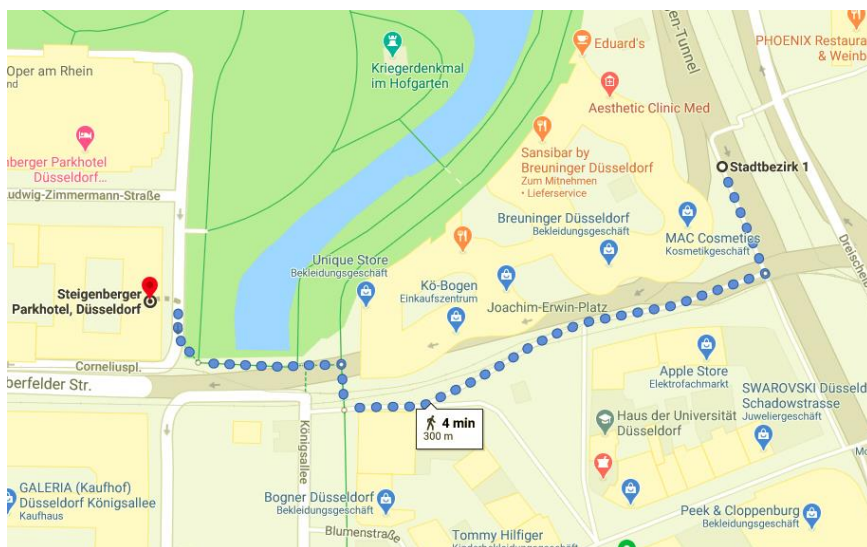 Oper am Rhein
Kriegerdenkmal
im Hofgarten
Eduard's
en-Tunnel
PHOENIX Restaura
& Weinb
Aesthetic Clinic Med
nberger Parkhotel
Düsseldorf...
udwig-Zimmermann-Straße
Sansibar by
Breuninger Düsseldorf
Zum Mitnehmen
• Lieferservice
Stadtbezirk 1
Breuninger Düsseldorf
Bekleidungsgeschäft
MAC Cosmetics
Kosmetikgeschäft
Dreischei
Unique Store
Bekleidungsgeschäft
Kö-Bogen
Einkaufszentrum
Steigenberger
Parkhotel, Düsseldorf
Joachim-Erwin-Platz
Corneliuspl.
berfelder Str.
Apple Store
Elektrofachmarkt
SWAROVSKI Düsseld
Schadowstrasse
Juweliergeschäft
4 min
300 m
Haus der Universität
Düsseldorf
Königsallee
GALERIA (Kaufhof)
Düsseldorf Königsallee
Kaufhaus
Bogner Düsseldorf
Bekleidungsgeschäft
Peek & Cloppenburg
Bekleidungsgeschäft
Blumenstraße
Tommy Hilfiger